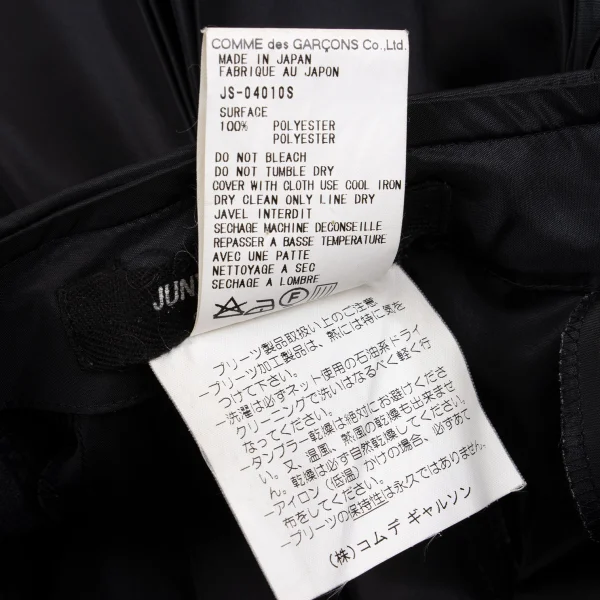 COMME des GARÇONS Co.,Ltd.
MADE IN JAPAN
FABRIQUE AU JAPON
JS-04010S
SURFACE
100% POLYESTER
POLYESTER
DO NOT BLEACH
DO NOT TUMBLE DRY
COVER WITH CLOTH USE COOL IRON
DRY CLEAN ONLY LINE DRY
JAVEL INTERDIT
SECHAGE MACHINE DECONSEILLE
REPASSER A BASSE TEMPERATURE
AVEC UNE PATTE
NETTOYAGE A SEC
SECHAGE A LOMBRE
F
JUN
プリーツ製品取扱い上のご注意
−プリーツ加工製品は、熱には特に気を
つけて下さい。
−洗濯は必ずネット使用の石油系ドライ
クリーニングで洗いはなるべく軽く行
なってください。
−タンブラー乾燥は絶対にお避けくださ
い。又、温風、熱風の乾燥も出来ませ
ん。乾燥は必ず自然乾燥してください。
−アイロン（低温）かけの場合、必ずあて
布をしてください。
−プリーツの保持性は永久ではありません。
（株）コムデ ギャルソン